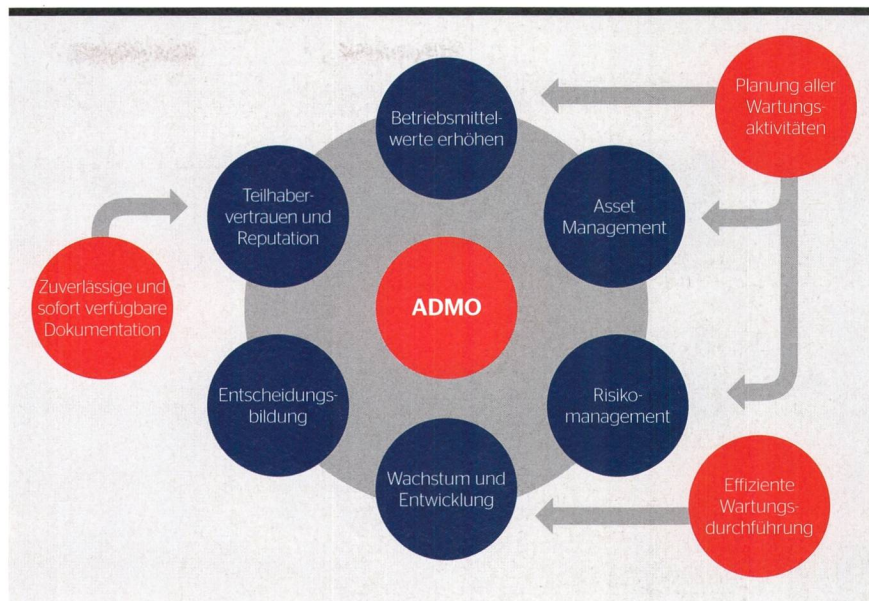 Planung aller
Wartungs-
aktivitäten
Betriebsmittel-
werte erhöhen
Teilhaber-
vertrauen und
Reputation
Asset
Management
Zuverlässige und
sofort verfügbare
Dokumentation
ADMO
Entscheidungs-
bildung
Risiko-
management
Wachstum und
Entwicklung
Effiziente
Wartungs-
durchführung